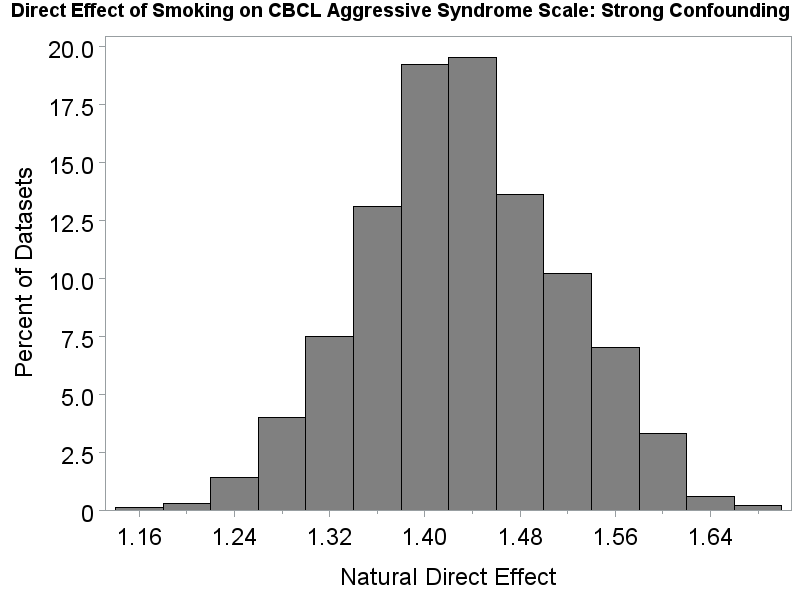 Direct Effect of Smoking on CBCL Aggressive Syndrome Scale: Strong Confounding
Percent of Datasets
20.0
17.5
15.0
12.5
10.0
7.5
5.0
2.5
0
1.16 1.24 1.32 1.40 1.48 1.56 1.64
Natural Direct Effect